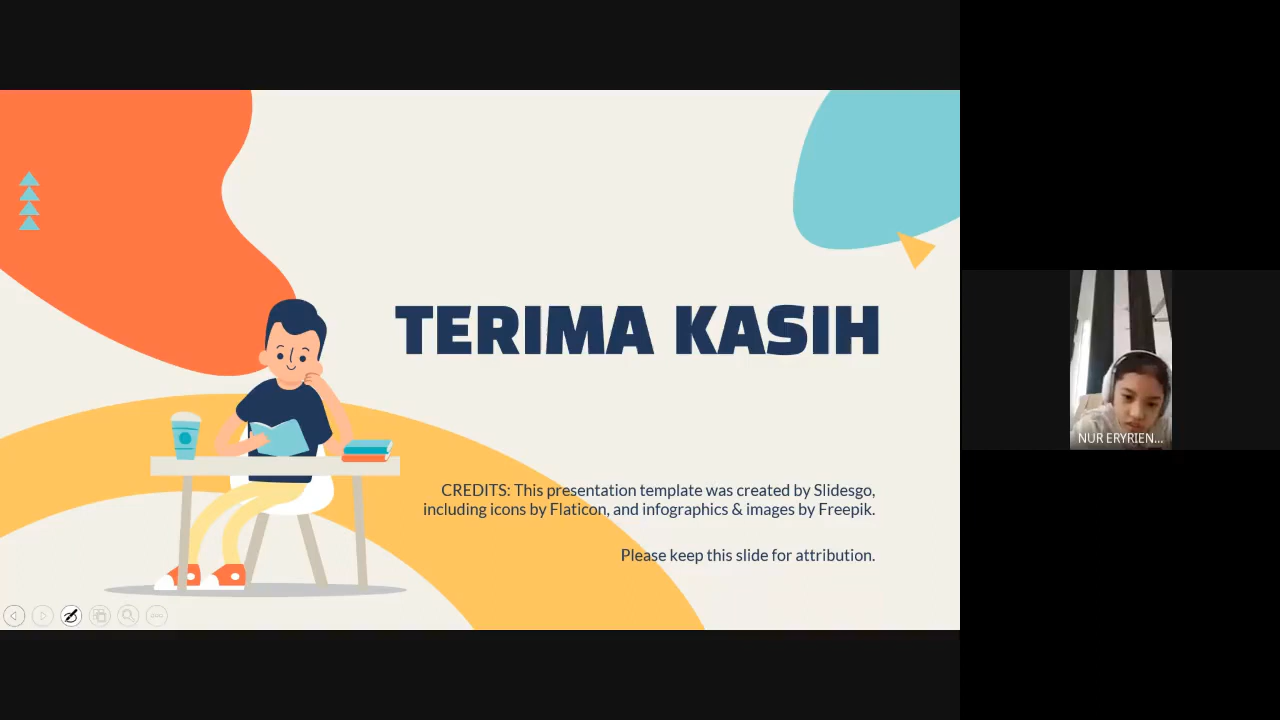 TERIMA KASIH
CREDITS: This presentation template was created by Slidesgo,
including icons by Flaticon, and infographics & images by Freepik.
Please keep this slide for attribution.
NUR ERYRIEN...